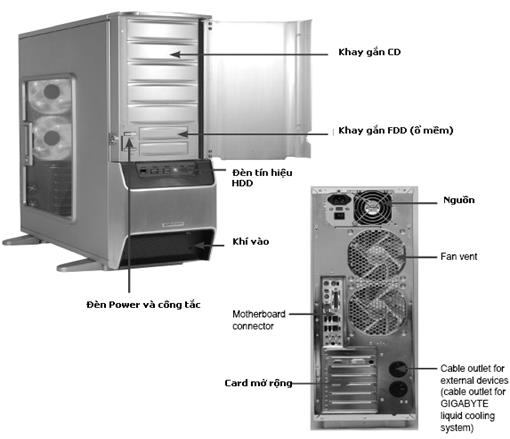 Khay gắn CD
Khay gắn FDD (ổ mềm)
Đèn tín hiệu
HDD
Khí vào
Đèn Power và công tắc
Nguồn
Fan vent
Motherboard
connector
Card mở rộng
Cable outlet for
external devices
(cable outlet for
GIGABYTE
liquid cooling
system)